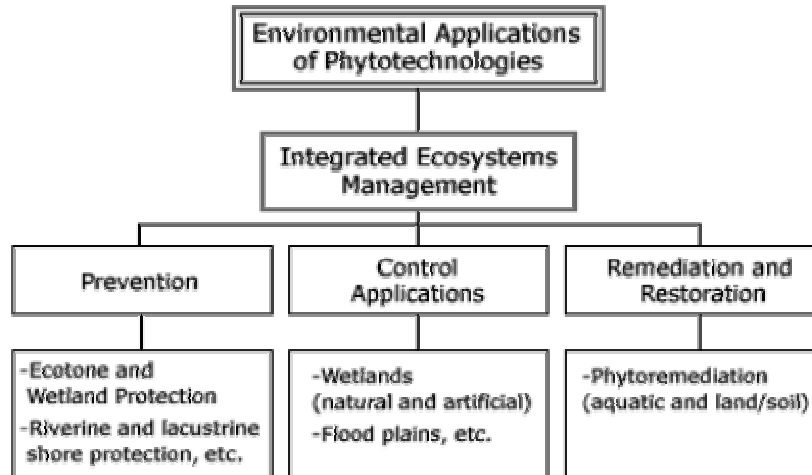 Environmental Applications
of Phytotechnologies
Integrated Ecosystems
Management
Prevention
Control
Applications
Remediation and
Restoration
-Ecotone and
Wetland Protection
-Riverine and lacustrine
shore protection, etc.
-Wetlands
(natural and artificial)
-Flood plains, etc.
-Phytoremediation
(aquatic and land/soil)